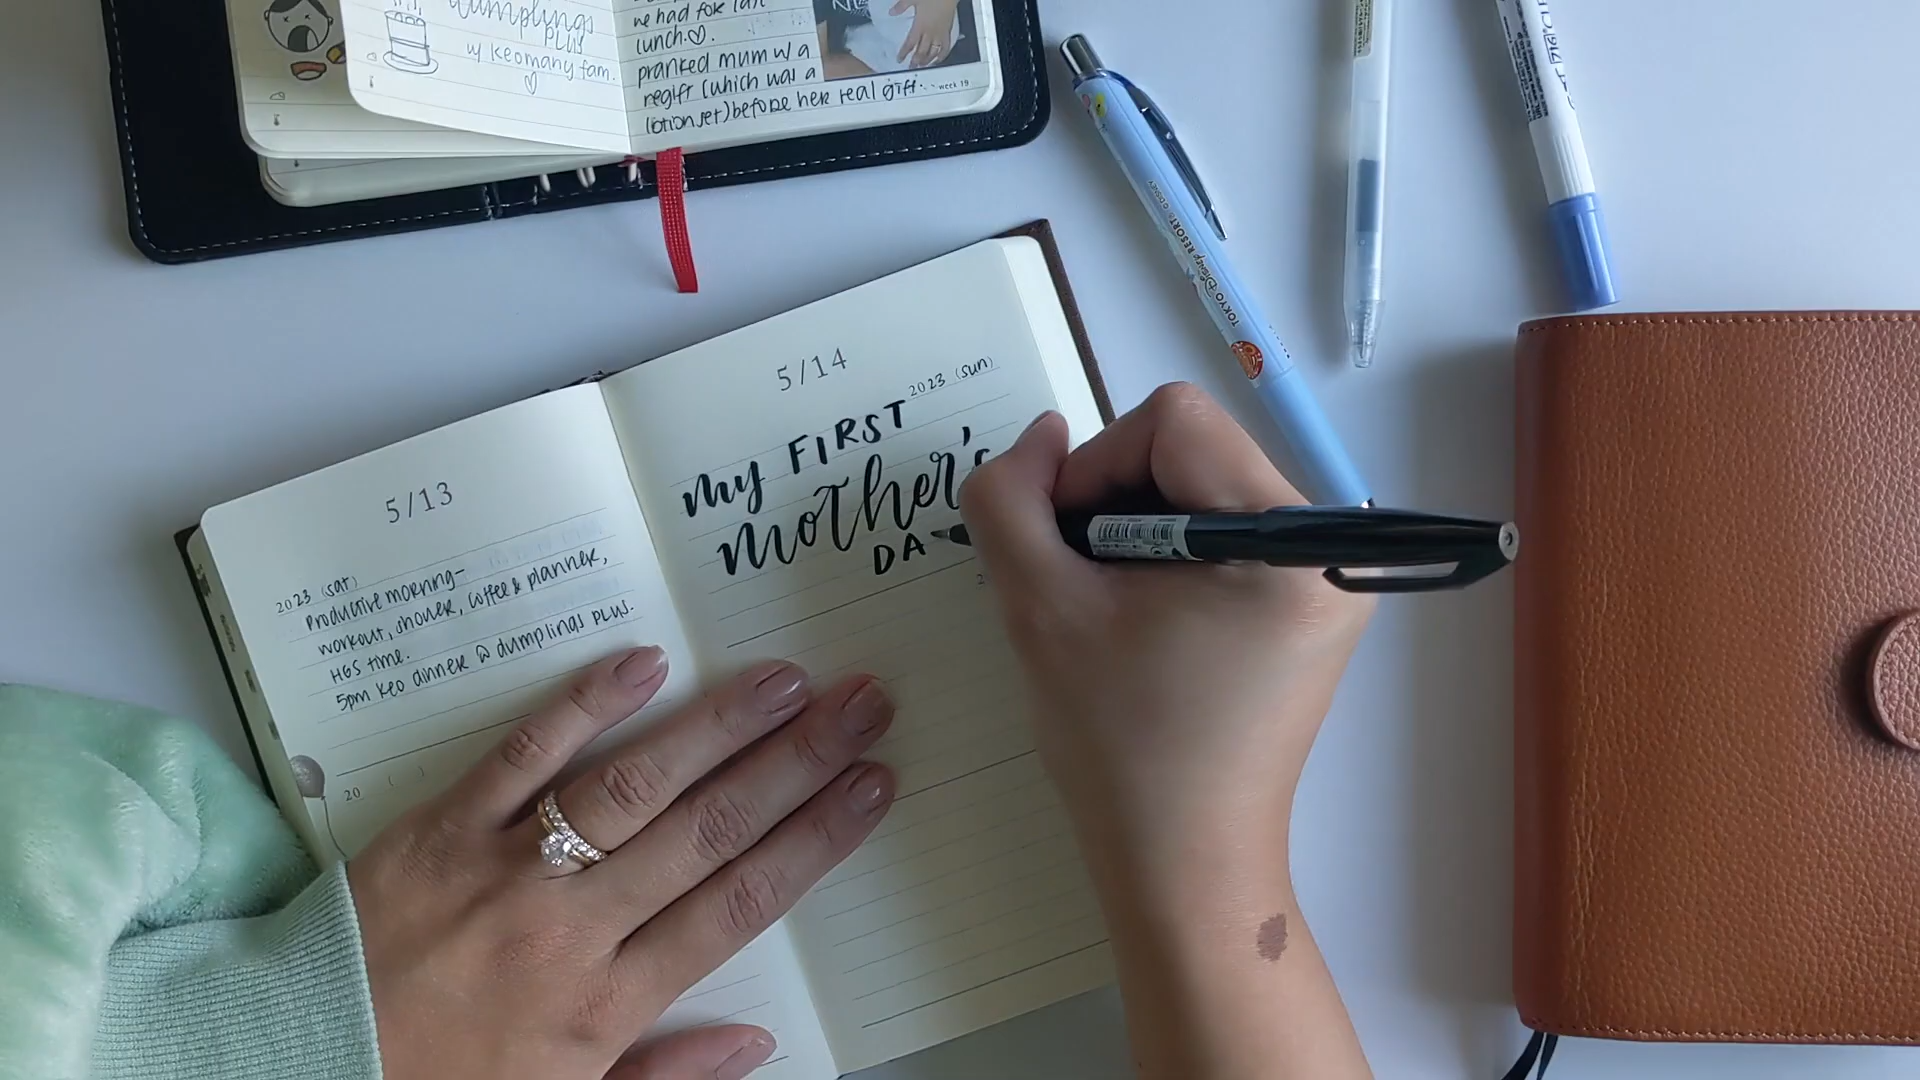 dumplings
PLUS
w/ Keomany fam.
we had for
lunch ♡.
pranked mum w/ a
regift (which was a
lotion set) before her real gift.
week 19
TOKYO Disney RESORT
©DISNEY
5/13
2023 (sat)
Productive morning-
workout, shower, coffee & planner,
HGS time.
5pm Keo dinner @ dumplings PLUS.
20 ( )
5/14
2023 (sun)
my FIRST
mother's
DA